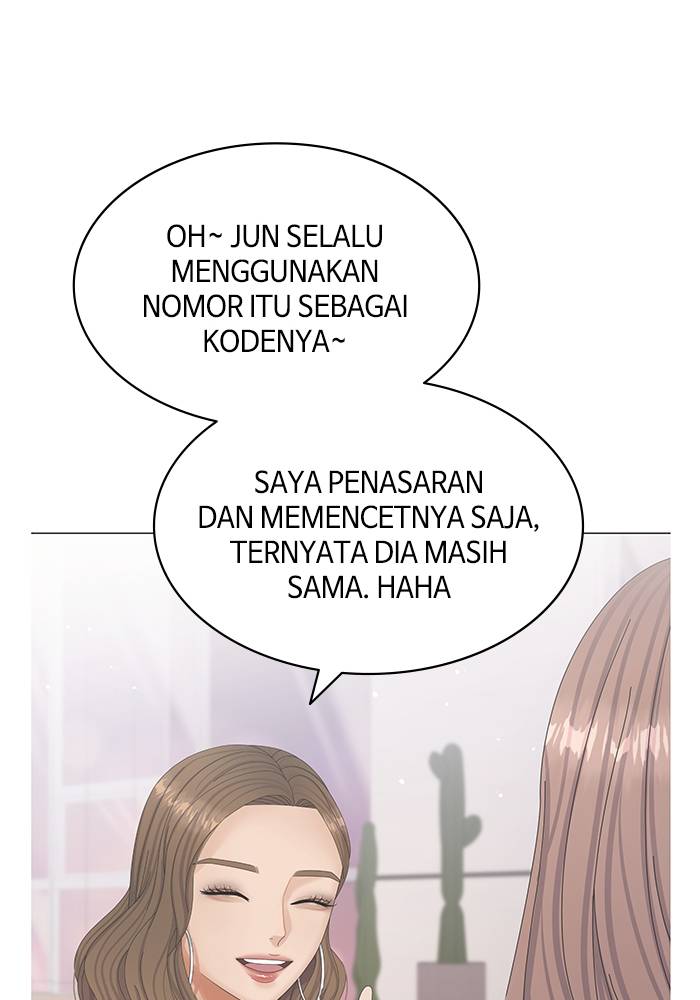 OH~ JUN SELALU
MENGGUNAKAN
NOMOR ITU SEBAGAI
KODENYA~
SAYA PENASARAN
DAN MEMENCETNYA SAJA,
TERNYATA DIA MASIH
SAMA. HAHA